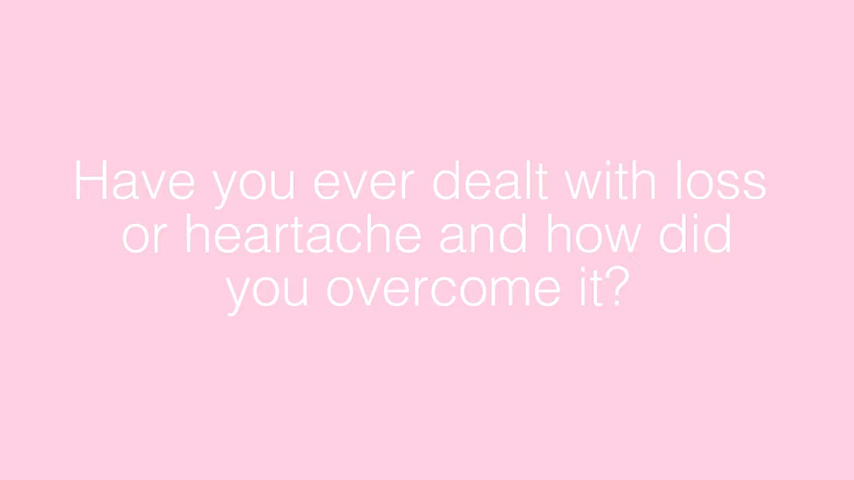 Have you ever dealt with loss
or heartache and how did
you overcome it?